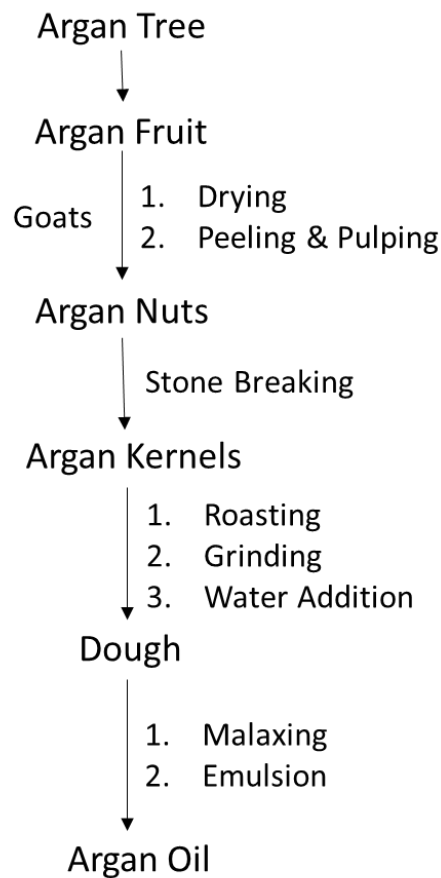 Argan Tree
Argan Fruit
Goats
1. Drying
2. Peeling & Pulping
Argan Nuts
Stone Breaking
Argan Kernels
1. Roasting
2. Grinding
3. Water Addition
Dough
1. Malaxing
2. Emulsion
Argan Oil